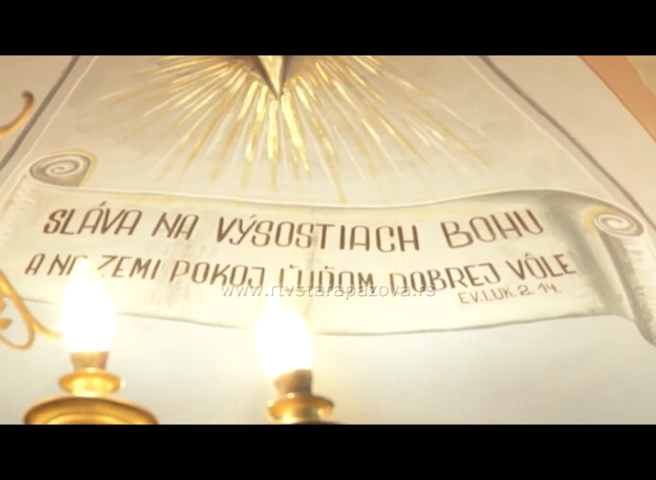 SLÁVA NA VÝSOSTIACH BOHU
A NA ZEMI POKOJ ĽUĎOM DOBREJ VÔLE
EV. LUK. 2. 14.
www.rtvstarapazova.rs